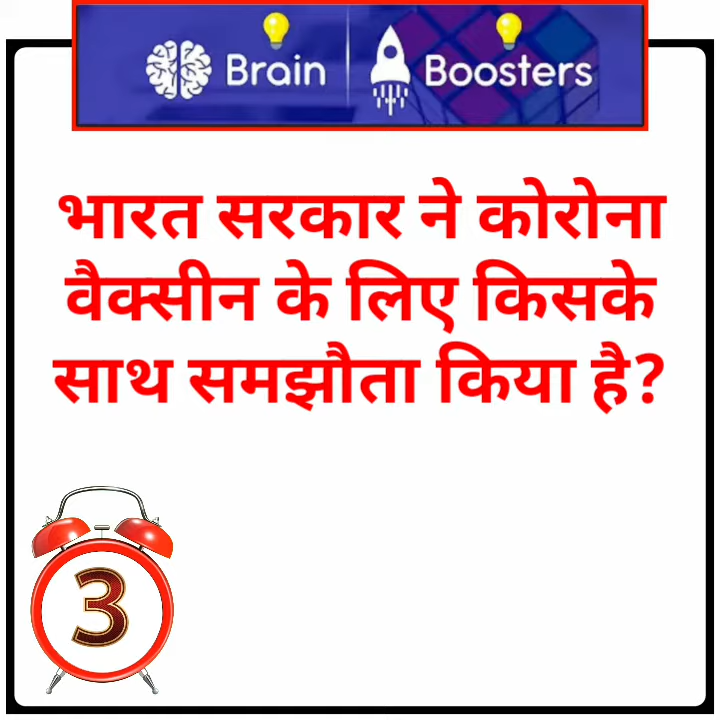 Brain Boosters
भारत सरकार ने कोरोना
वैक्सीन के लिए किसके
साथ समझौता किया है?
3